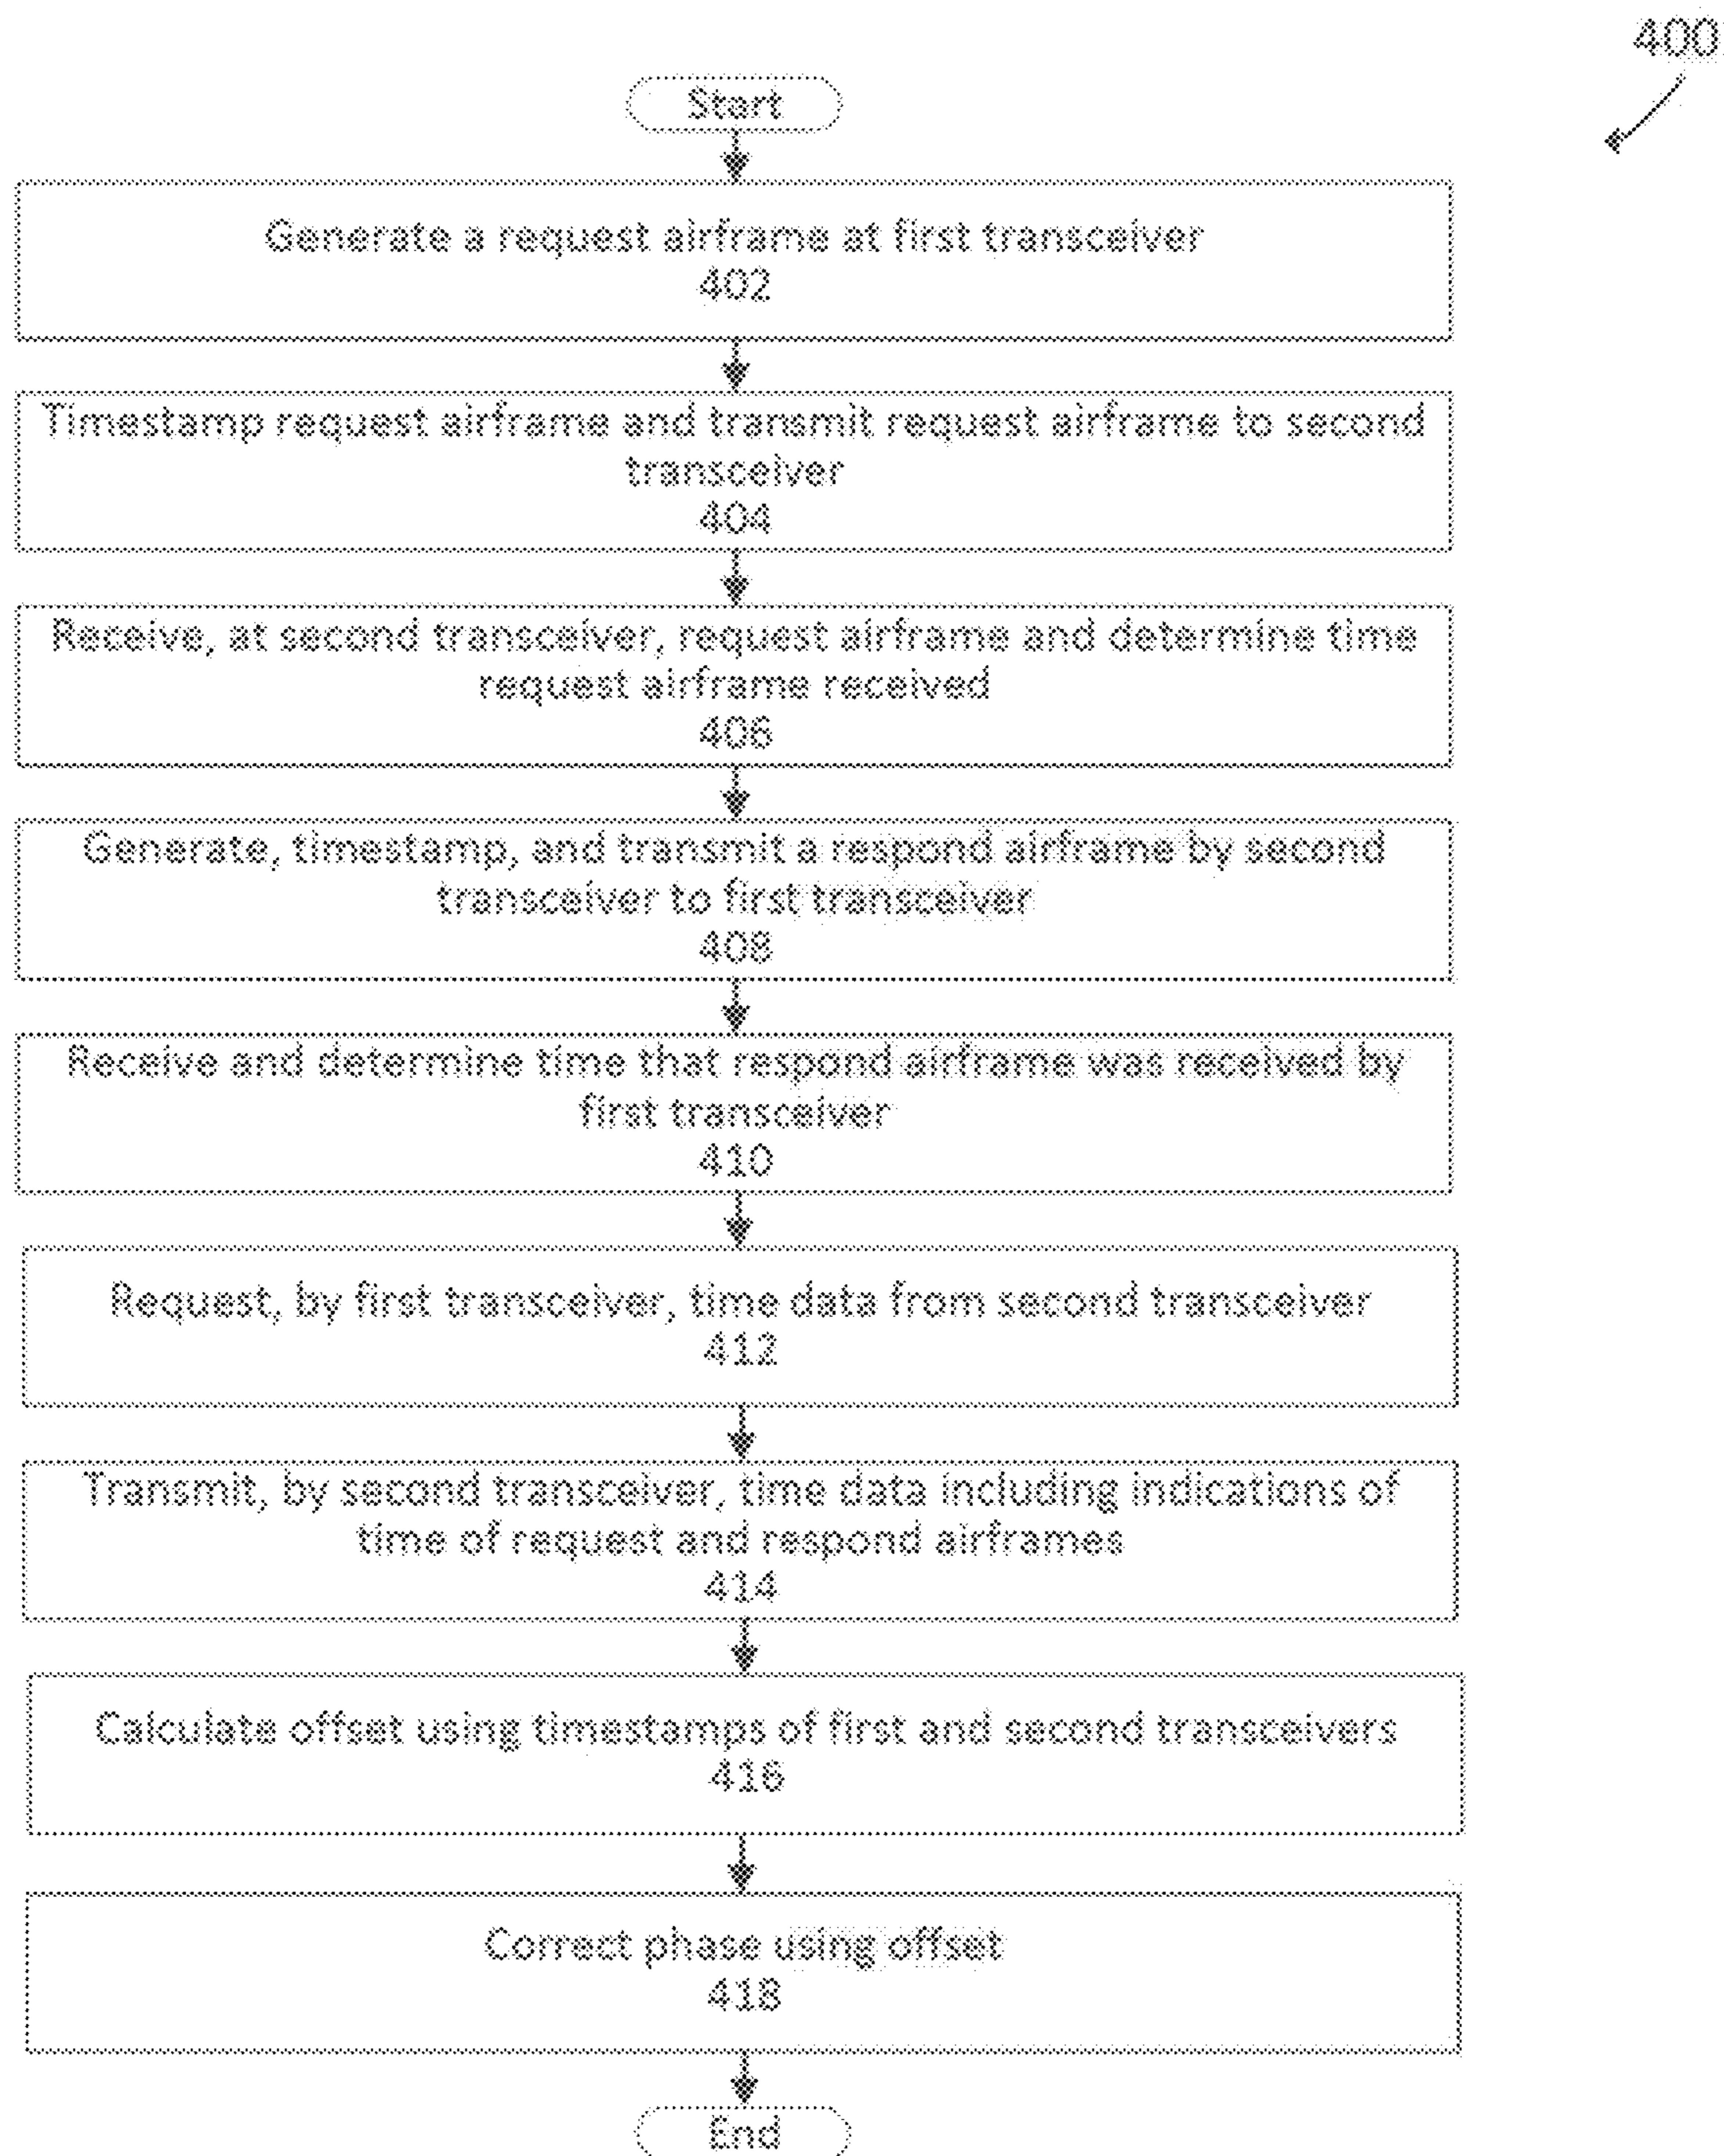 400
Start
Generate a request airframe at first transceiver
402
Timestamp request airframe and transmit request airframe to second
transceiver
404
Receive, at second transceiver, request airframe and determine time
request airframe received
406
Generate, timestamp, and transmit a respond airframe by second
transceiver to first transceiver
408
Receive and determine time that respond airframe was received by
first transceiver
410
Request, by first transceiver, time data from second transceiver
412
Transmit, by second transceiver, time data including indications of
time of request and respond airframes
414
Calculate offset using timestamps of first and second transceivers
416
Correct phase using offset
418
End